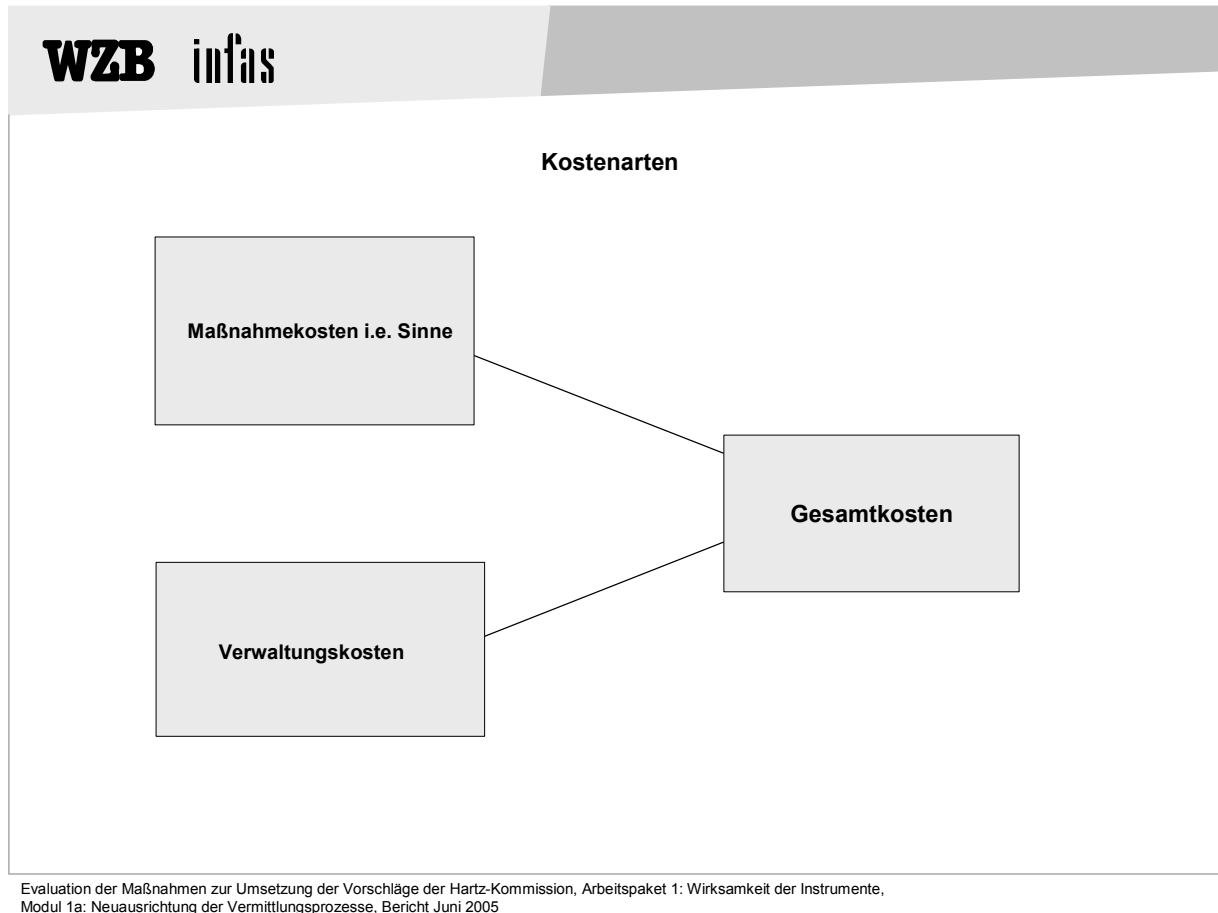 WZB infas
Kostenarten
Maßnahmekosten i.e. Sinne
Gesamtkosten
Verwaltungskosten
Evaluation der Maßnahmen zur Umsetzung der Vorschläge der Hartz-Kommission, Arbeitspaket 1: Wirksamkeit der Instrumente,
Modul 1a: Neuausrichtung der Vermittlungsprozesse, Bericht Juni 2005